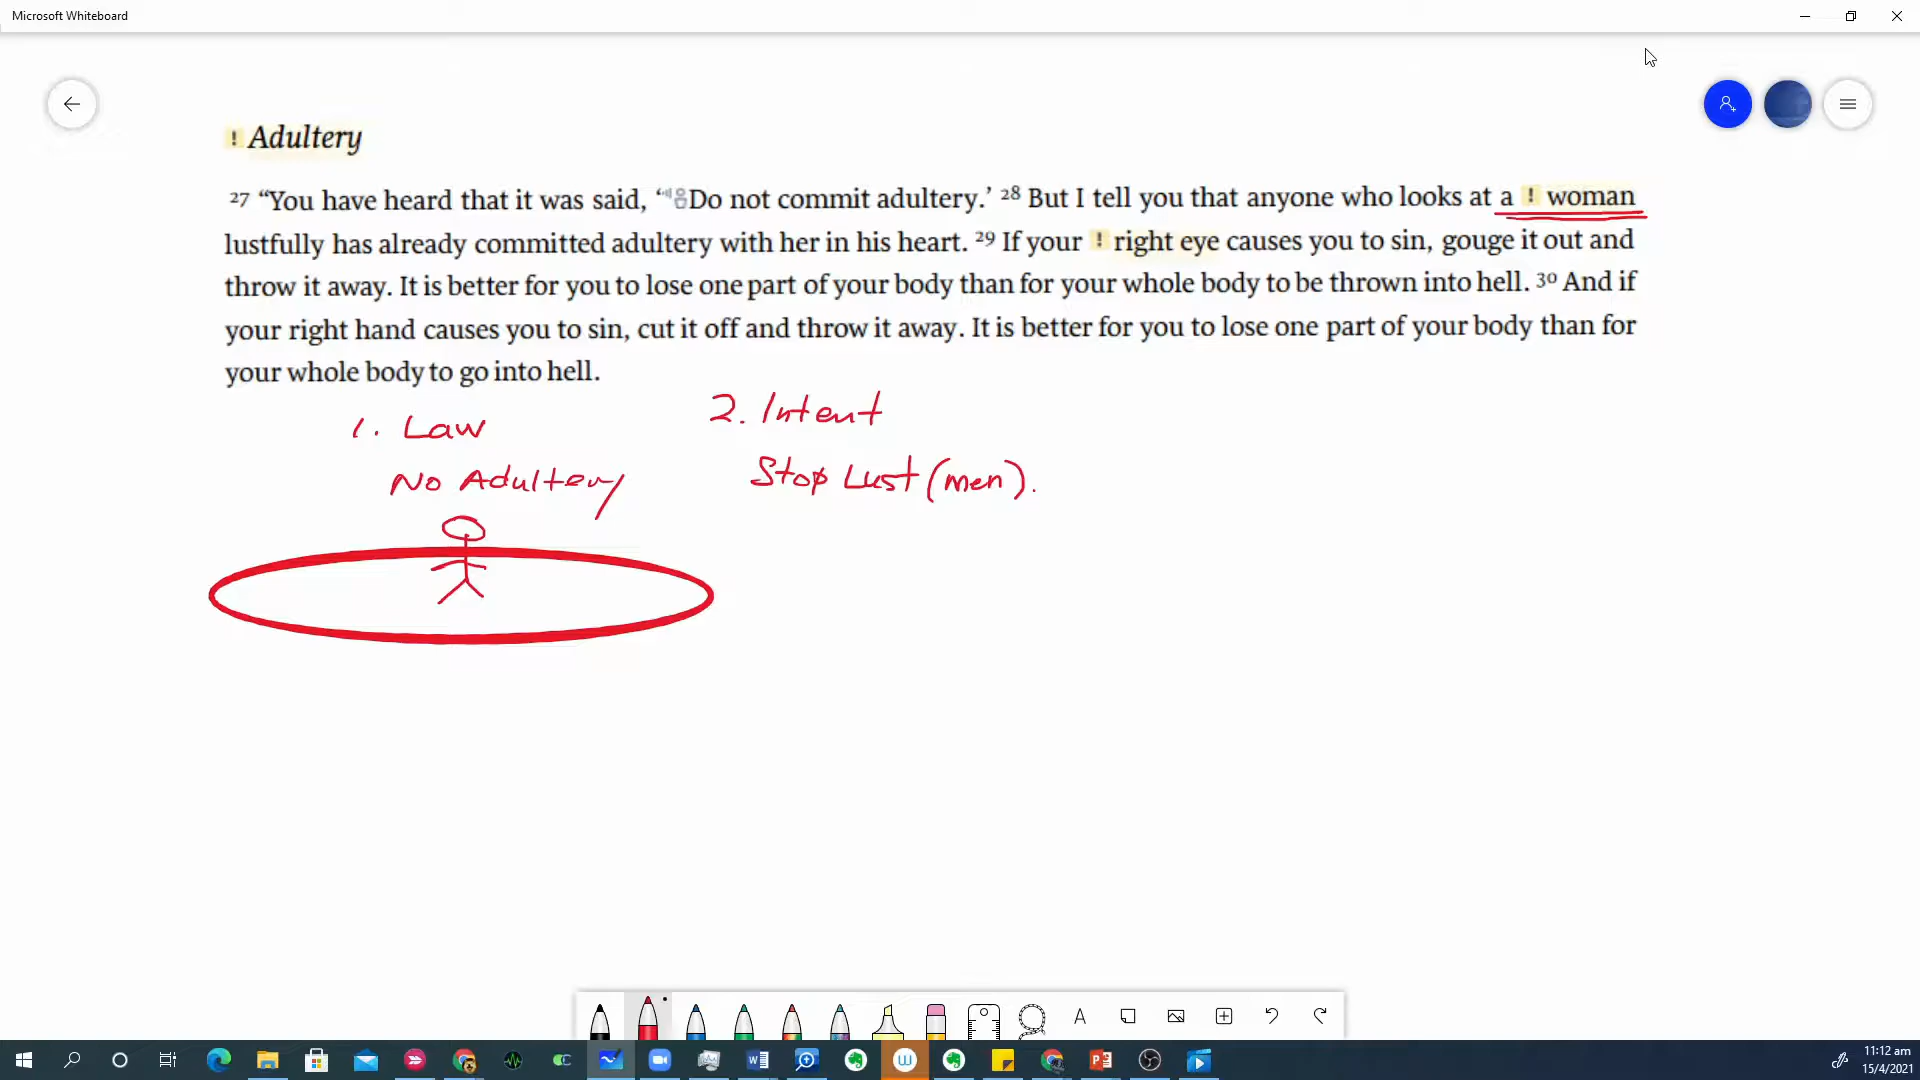 Microsoft Whiteboard
! Adultery
27 “You have heard that it was said, ‘Do not commit adultery.’ 28 But I tell you that anyone who looks at a ! woman
lustfully has already committed adultery with her in his heart. 29 If your ! right eye causes you to sin, gouge it out and
throw it away. It is better for you to lose one part of your body than for your whole body to be thrown into hell. 30 And if
your right hand causes you to sin, cut it off and throw it away. It is better for you to lose one part of your body than for
your whole body to go into hell.
1. Law
No Adultery
2. Intent
Stop Lust (men).
11:12 am
15/4/2021